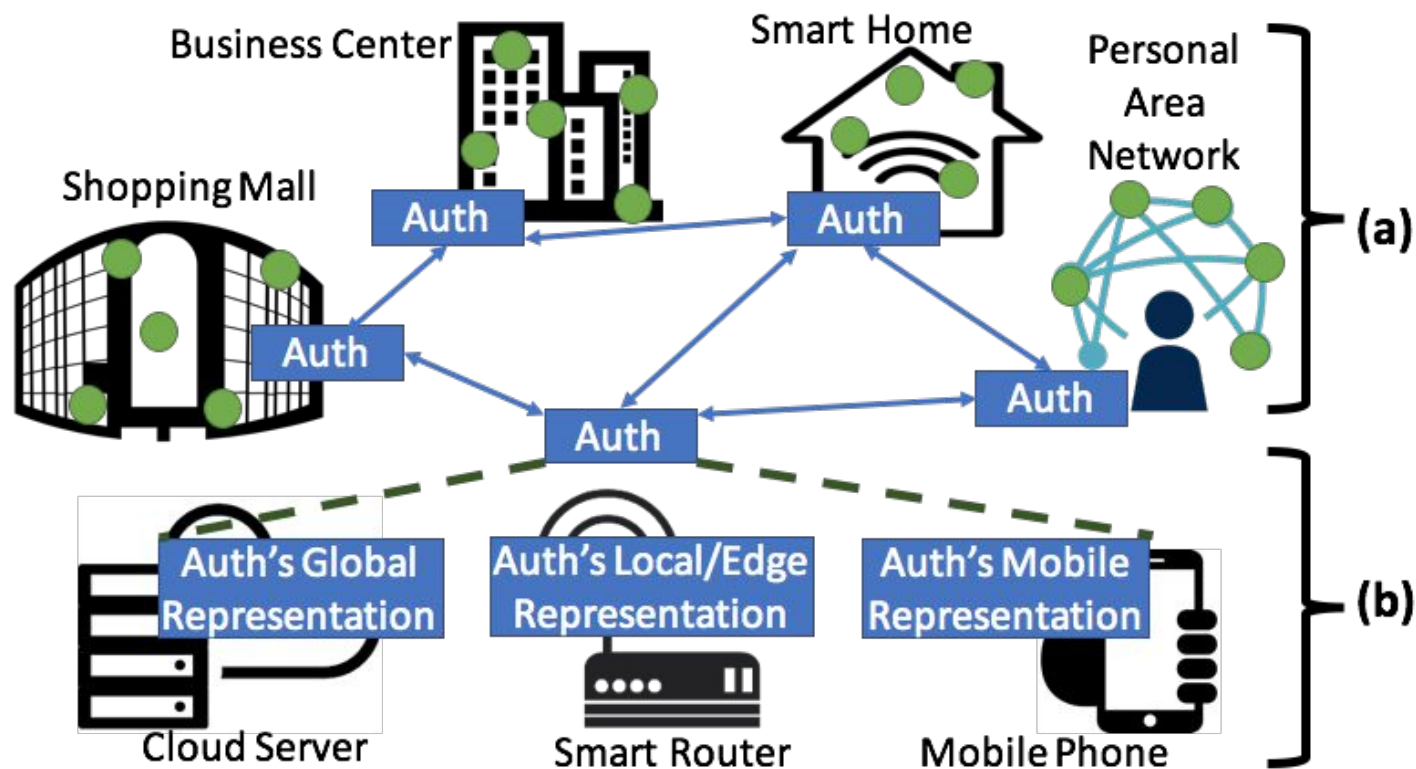 Business Center
Smart Home
Personal
Area
Network
Shopping Mall
Auth
Auth
(a)
Auth
Auth
Auth
Auth's Global
Representation
Auth's Local/Edge
Representation
Auth's Mobile
Representation
(b)
Cloud Server
Smart Router
Mobile Phone